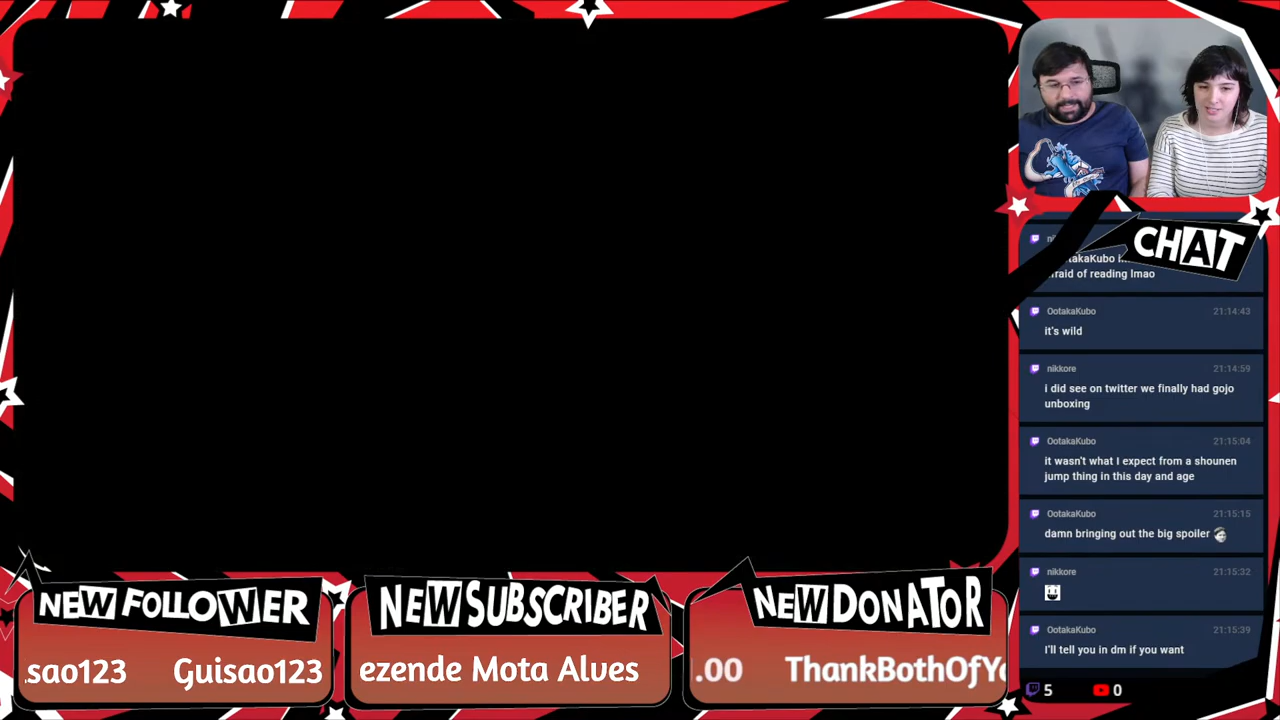 CHAT
afraid of reading lmao
OotakaKubo 21:14:43
it's wild
nikkore 21:14:59
i did see on twitter we finally had gojo
unboxing
OotakaKubo 21:15:04
it wasn't what I expect from a shounen
jump thing in this day and age
OotakaKubo 21:15:15
damn bringing out the big spoiler
nikkore 21:15:32
OotakaKubo 21:15:39
I'll tell you in dm if you want
5 0
NEW FOLLOWER
sao123 Guisao123
NEW SUBSCRIBER
ezende Mota Alves
NEW DONATOR
.00 ThankBothOfYo